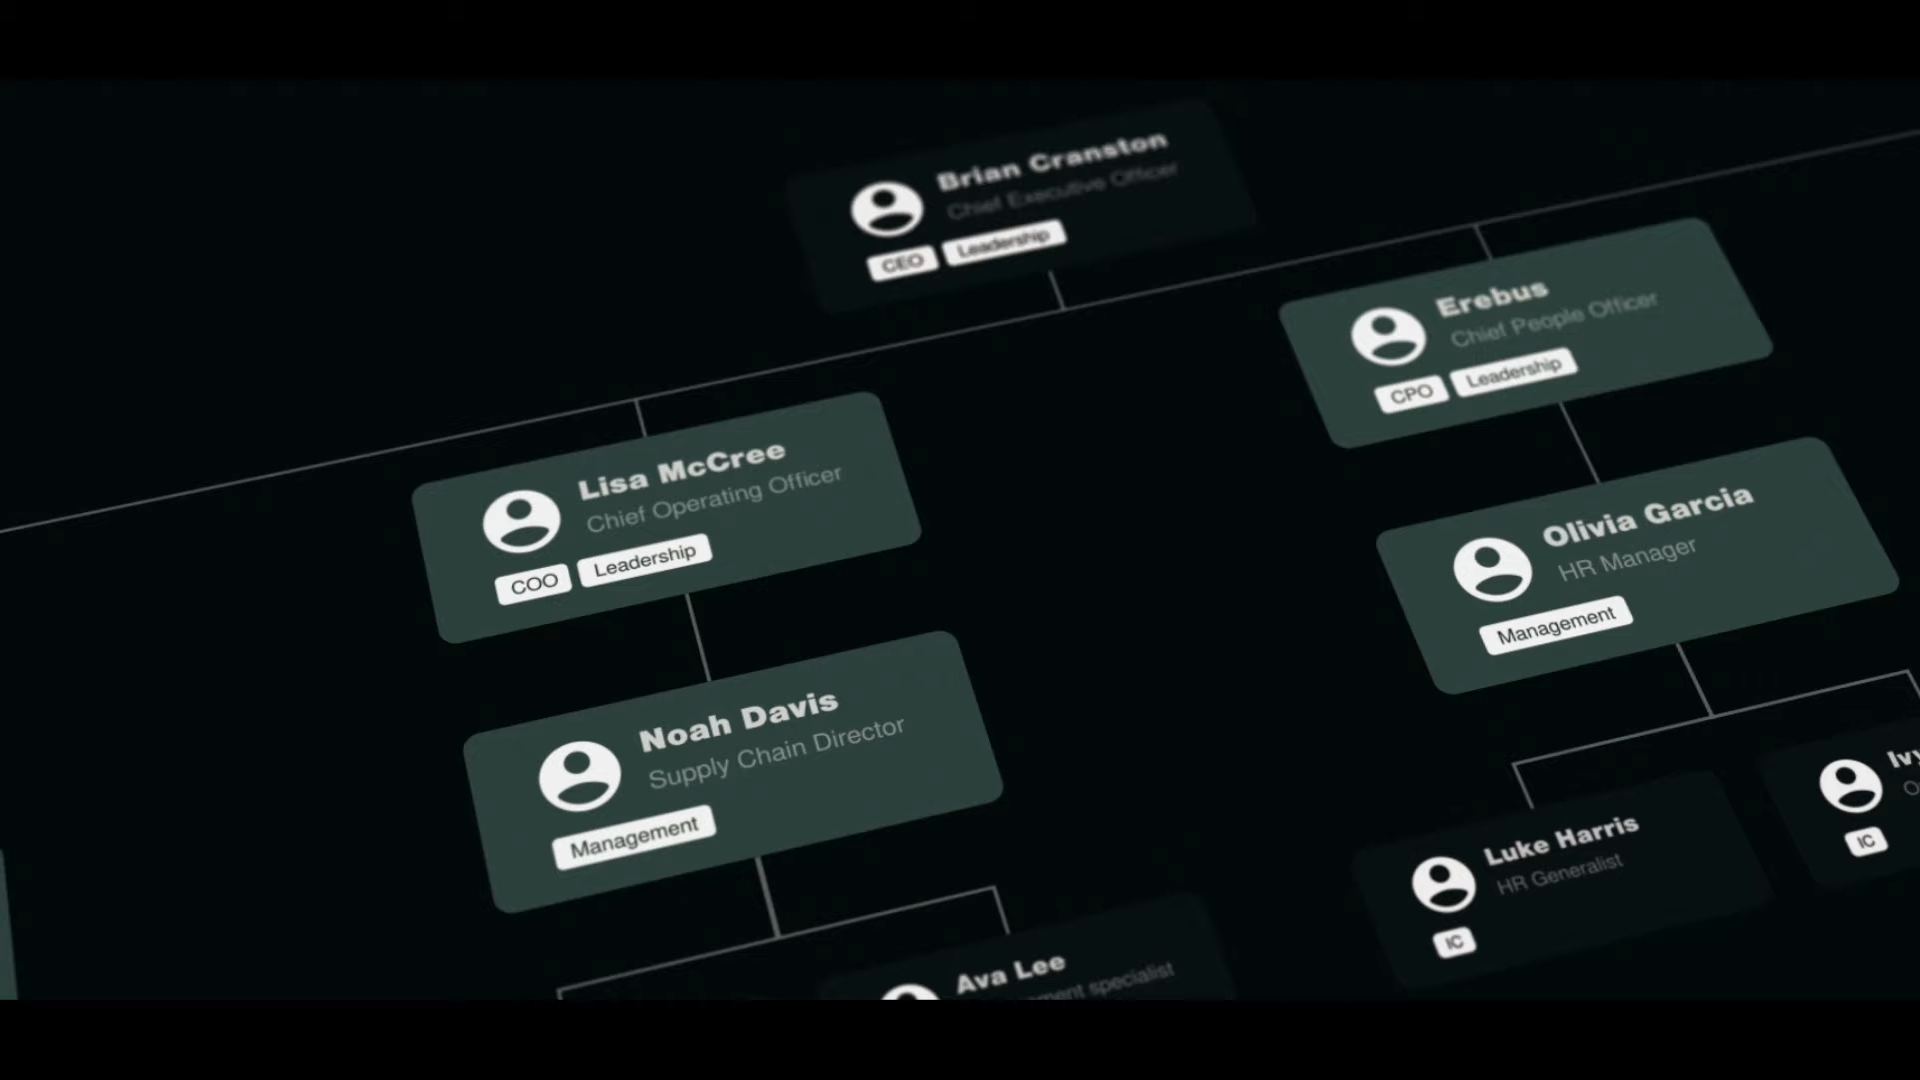 Brian Cranston
Chief Executive Officer
CEO Leadership
Erebus
Chief People Officer
CPO Leadership
Lisa McCree
Chief Operating Officer
COO Leadership
Olivia Garcia
HR Manager
Management
Noah Davis
Supply Chain Director
Management
Luke Harris
HR Generalist
IC
IC
Ava Lee
specialist